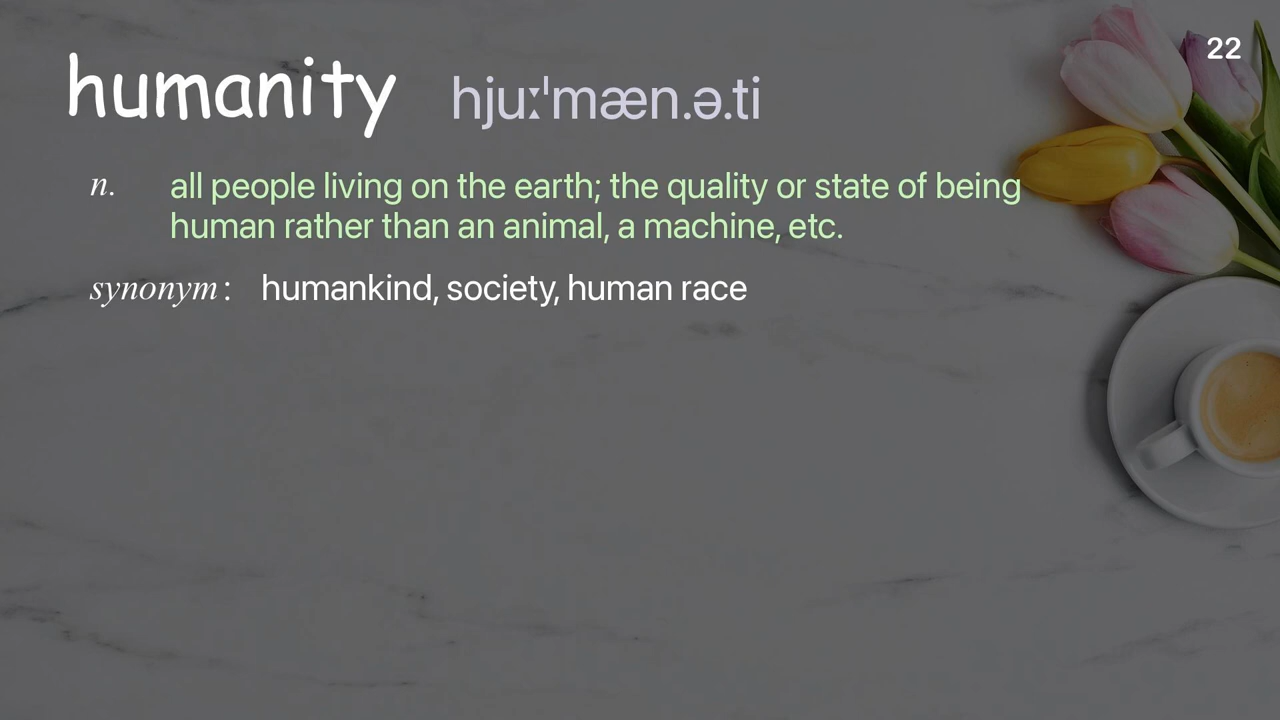 22
humanity hjuːˈmæn.ə.ti
n. all people living on the earth; the quality or state of being
human rather than an animal, a machine, etc.
synonym: humankind, society, human race